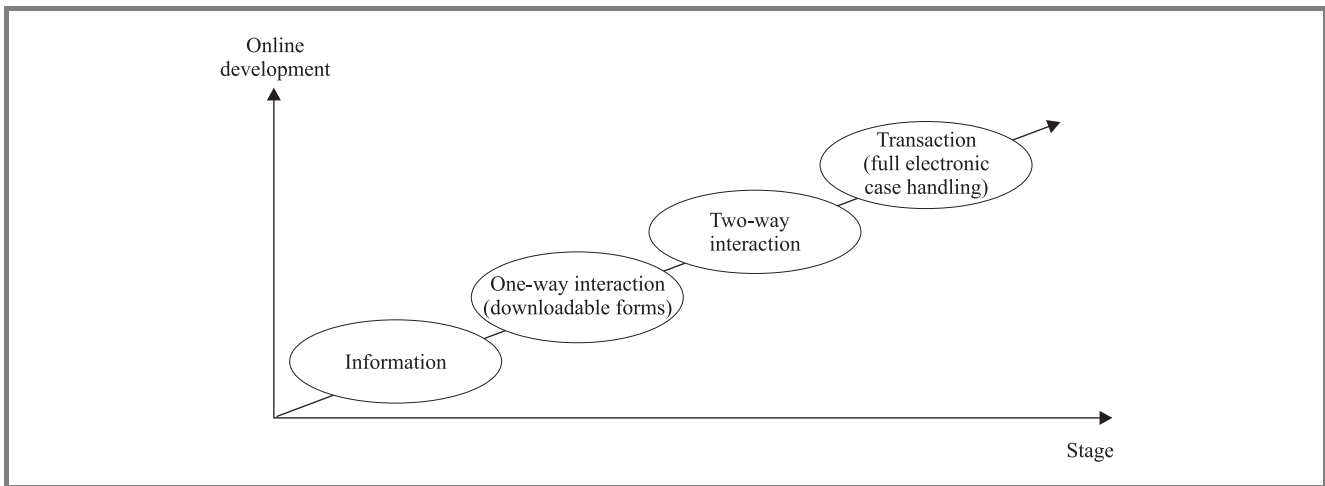 Online
development
Transaction
(full electronic
case handling)
Two-way
interaction
One-way interaction
(downloadable forms)
Information
Stage